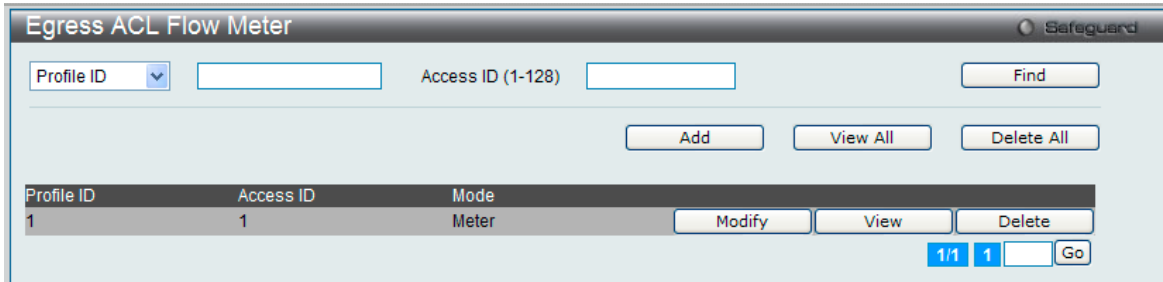 Egress ACL Flow Meter Safeguard
Profile ID Access ID (1-128) Find
Add View All Delete All
Profile ID Access ID Mode
1 1 Meter Modify View Delete
1/1 1 Go